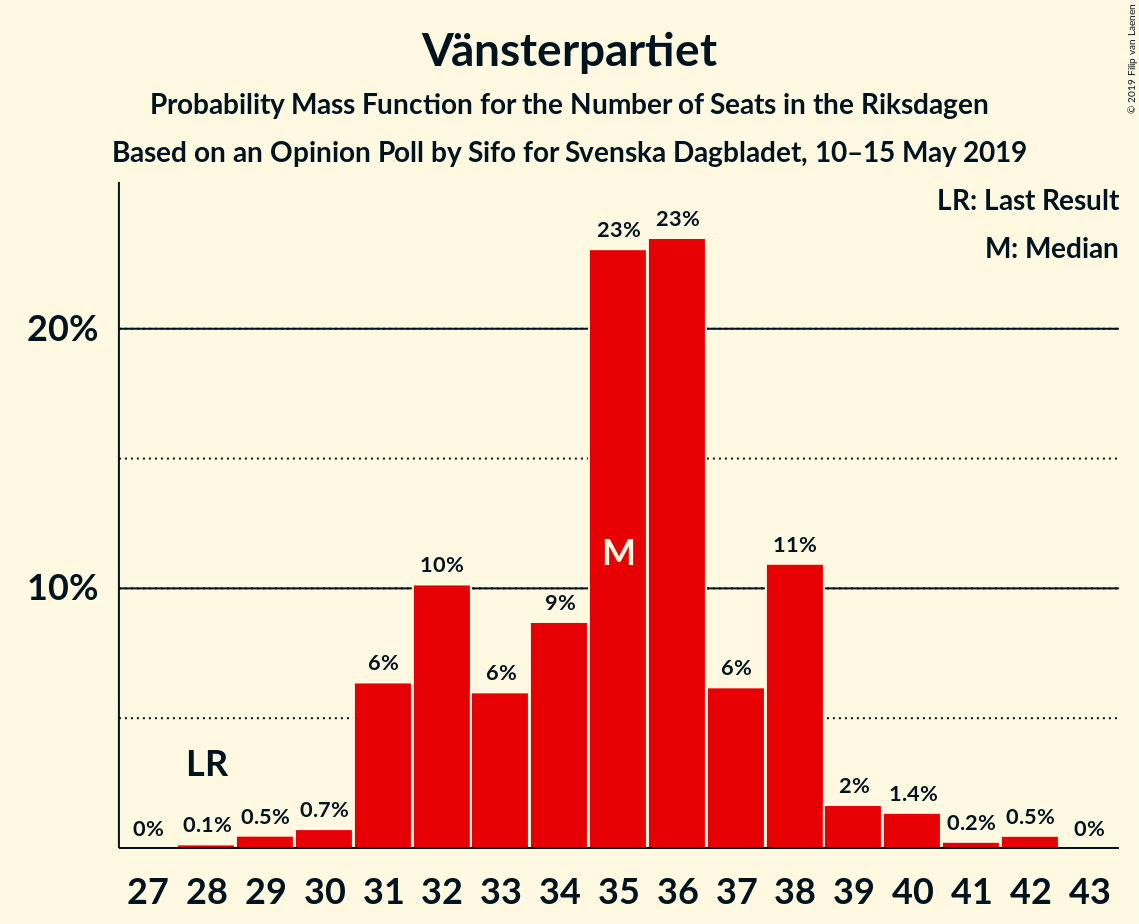 Vänsterpartiet
Probability Mass Function for the Number of Seats in the Riksdagen
Based on an Opinion Poll by Sifo for Svenska Dagbladet, 10–15 May 2019
© 2019 Filip van Laenen
LR: Last Result
M: Median
20%
10%
0% 0.1% 0.5% 0.7% 6% 10% 6% 9% 23% 23% 6% 11% 2% 1.4% 0.2% 0.5% 0%
LR
M
27 28 29 30 31 32 33 34 35 36 37 38 39 40 41 42 43